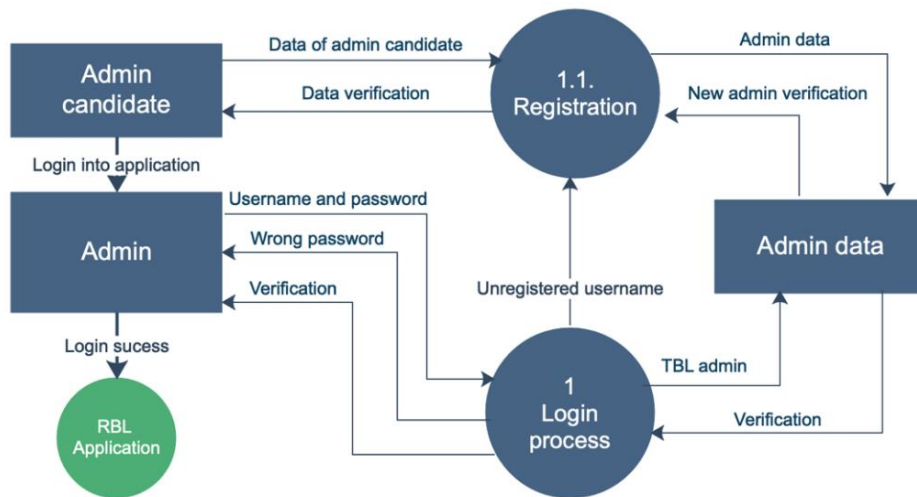 Data of admin candidate
Admin data
Admin
candidate
1.1.
Registration
Data verification
New admin verification
Login into application
Username and password
Admin
Wrong password
Admin data
Verification
Unregistered username
Login sucess
TBL admin
1
Login
process
Verification
RBL
Application